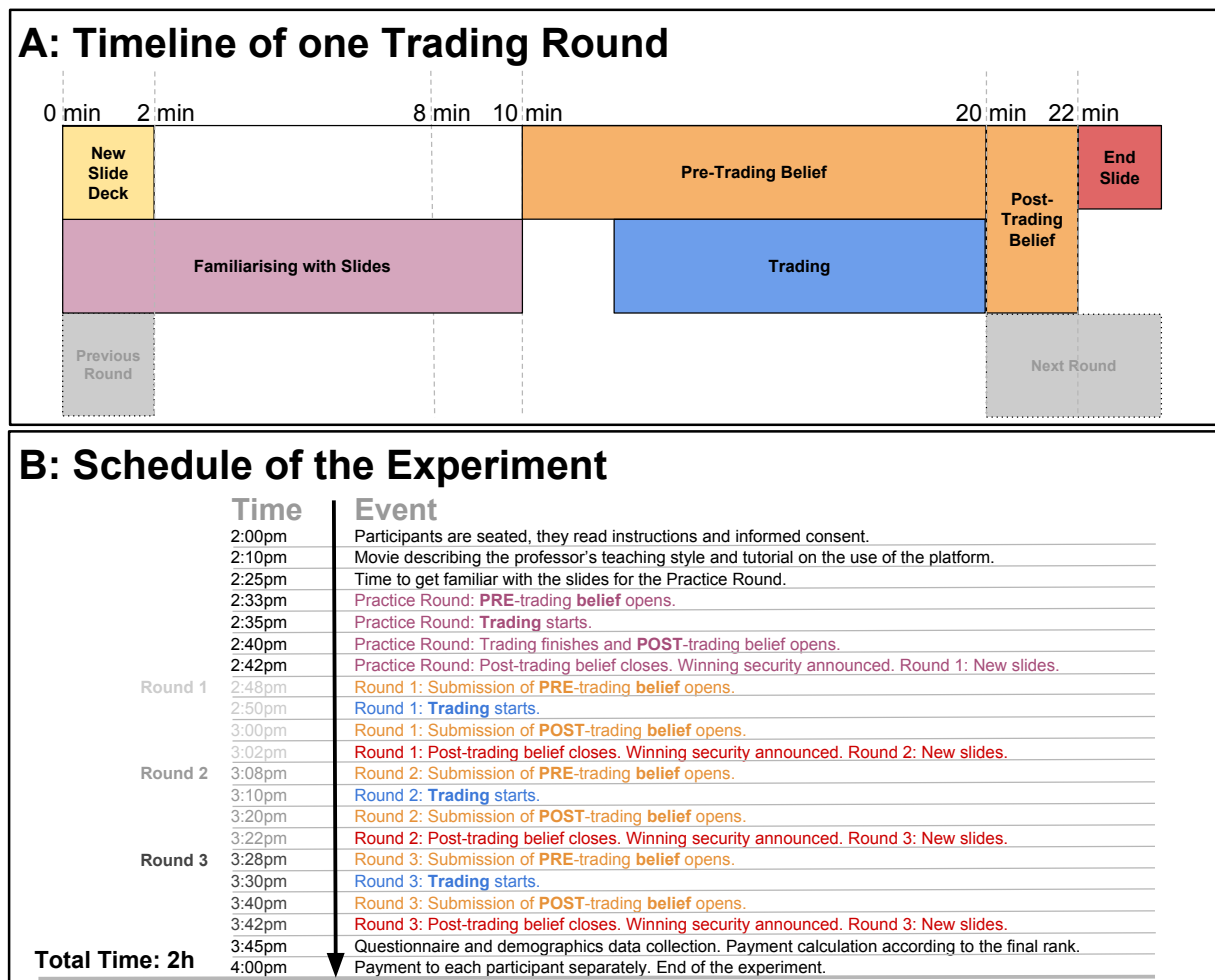 A: Timeline of one Trading Round
0 min 2 min 8 min 10 min 20 min 22 min
New
Slide
Deck
Pre-Trading Belief
Post-
Trading
Belief
End
Slide
Familiarising with Slides
Trading
Previous
Round
Next Round
B: Schedule of the Experiment
Time Event
2:00pm Participants are seated, they read instructions and informed consent.
2:10pm Movie describing the professor's teaching style and tutorial on the use of the platform.
2:25pm Time to get familiar with the slides for the Practice Round.
2:33pm Practice Round: PRE-trading belief opens.
2:35pm Practice Round: Trading starts.
2:40pm Practice Round: Trading finishes and POST-trading belief opens.
2:42pm Practice Round: Post-trading belief closes. Winning security announced. Round 1: New slides.
Round 1 2:48pm Round 1: Submission of PRE-trading belief opens.
2:50pm Round 1: Trading starts.
3:00pm Round 1: Submission of POST-trading belief opens.
3:02pm Round 1: Post-trading belief closes. Winning security announced. Round 2: New slides.
Round 2 3:08pm Round 2: Submission of PRE-trading belief opens.
3:10pm Round 2: Trading starts.
3:20pm Round 2: Submission of POST-trading belief opens.
3:22pm Round 2: Post-trading belief closes. Winning security announced. Round 3: New slides.
Round 3 3:28pm Round 3: Submission of PRE-trading belief opens.
3:30pm Round 3: Trading starts.
3:40pm Round 3: Submission of POST-trading belief opens.
3:42pm Round 3: Post-trading belief closes. Winning security announced. Round 3: New slides.
3:45pm Questionnaire and demographics data collection. Payment calculation according to the final rank.
Total Time: 2h 4:00pm Payment to each participant separately. End of the experiment.